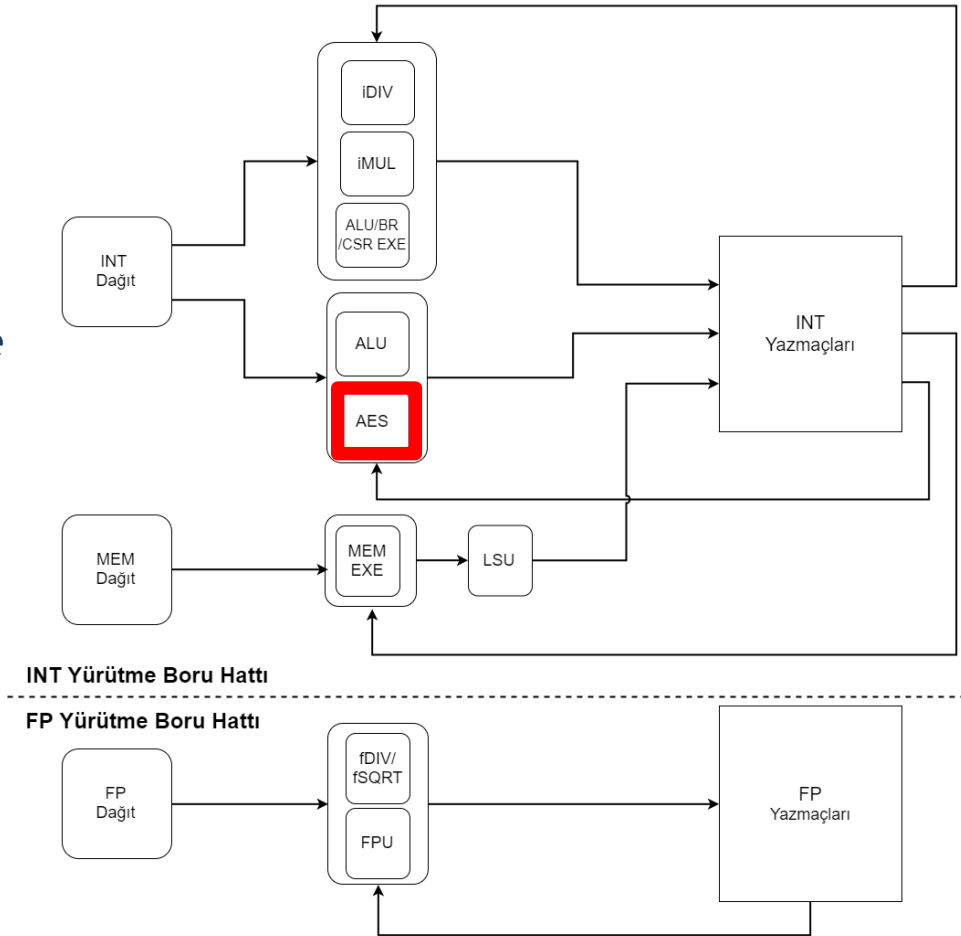 iDIV
iMUL
ALU/BR
/CSR EXE
INT
Dağıt
ALU
AES
INT
Yazmaçları
MEM
Dağıt
MEM
EXE
LSU
INT Yürütme Boru Hattı
FP Yürütme Boru Hattı
FP
Dağıt
fDIV/
fSQRT
FPU
FP
Yazmaçları